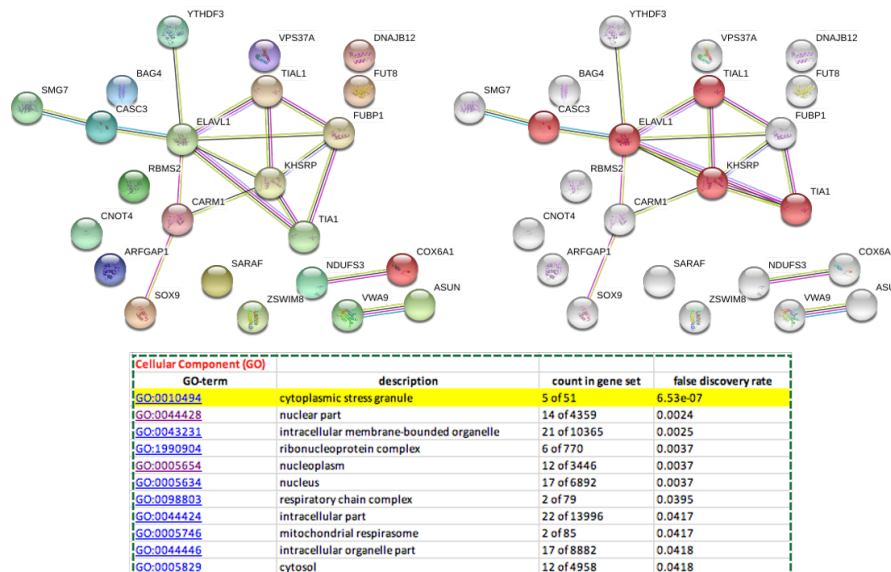 YTHDF3
VPS37A
DNAJB12
BAG4
TIAL1
FUT8
SMG7
CASC3
ELAVL1
FUBP1
RBMS2
KHSRP
CARM1
CNOT4
TIA1
ARFGAP1
SARAF
NDUFS3
COX6A1
ASUN
SOX9
ZSWIM8
VWA9
YTHDF3
VPS37A
DNAJB12
BAG4
TIAL1
FUT8
SMG7
CASC3
ELAVL1
FUBP1
RBMS2
KHSRP
TIA1
CARM1
CNOT4
ARFGAP1
SARAF
NDUFS3
COX6A
ASU
SOX9
ZSWIM8
VWA9
Cellular Component (GO)
GO-term description count in gene set false discovery rate
GO:0010494 cytoplasmic stress granule 5 of 51 6.53e-07
GO:0044428 nuclear part 14 of 4359 0.0024
GO:0043231 intracellular membrane-bounded organelle 21 of 10365 0.0025
GO:1990904 ribonucleoprotein complex 6 of 770 0.0037
GO:0005654 nucleoplasm 12 of 3446 0.0037
GO:0005634 nucleus 17 of 6892 0.0037
GO:0098803 respiratory chain complex 2 of 79 0.0395
GO:0044424 intracellular part 22 of 13996 0.0417
GO:0005746 mitochondrial respirasome 2 of 85 0.0417
GO:0044446 intracellular organelle part 17 of 8882 0.0418
GO:0005829 cytosol 12 of 4958 0.0418